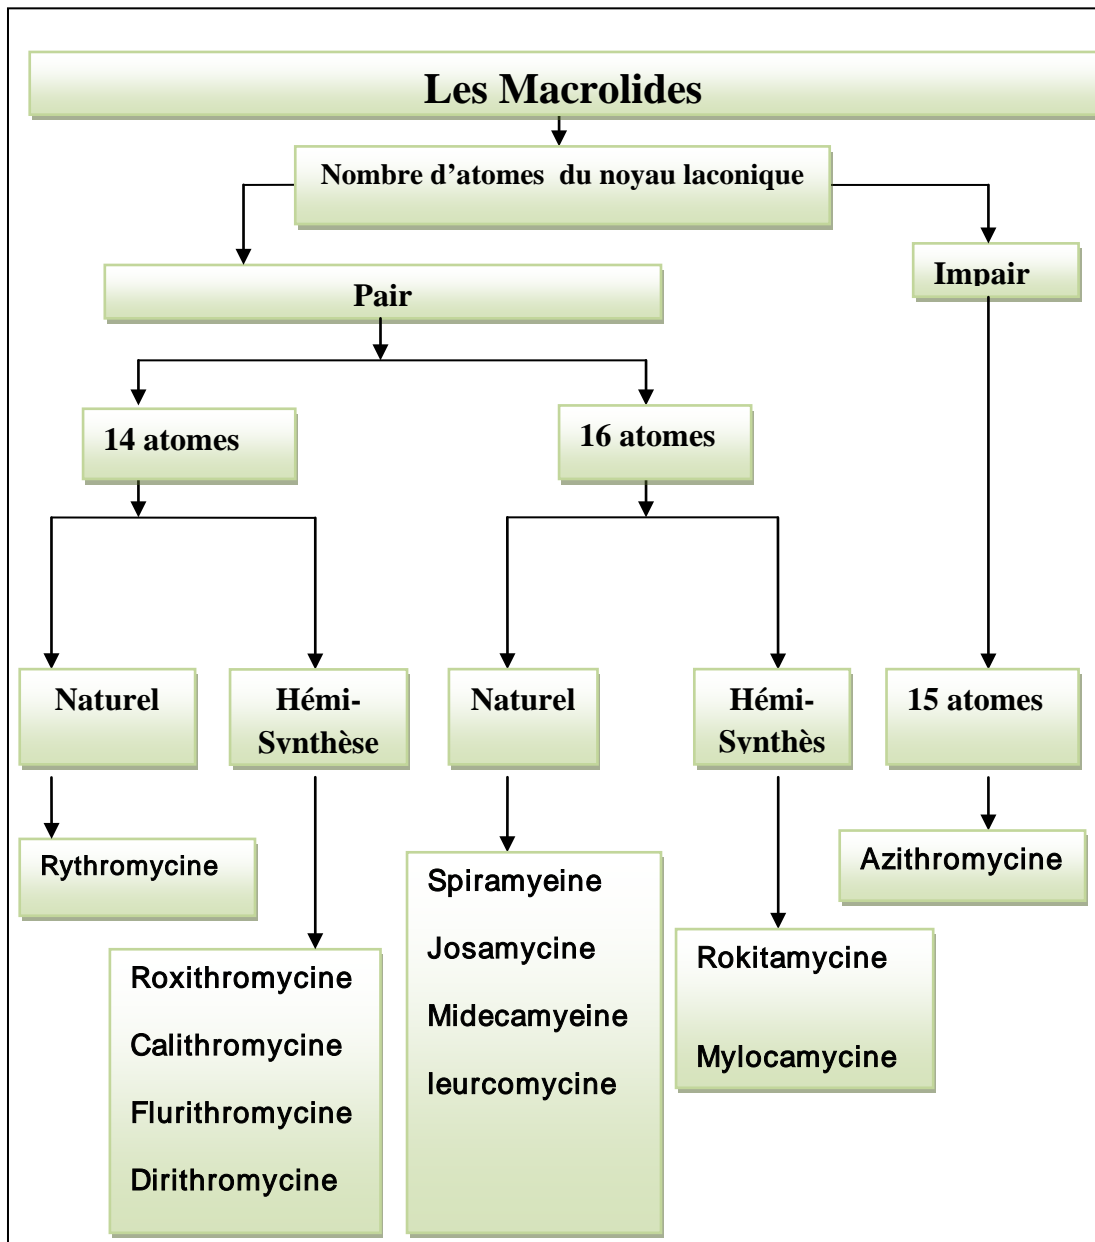 Les Macrolides
Nombre d'atomes du noyau laconique
Pair
Impair
14 atomes
16 atomes
Naturel
Hémi-
Synthèse
Naturel
Hémi-
Synthès
15 atomes
Rythromycine
Azithromycine
Roxithromycine
Calithromycine
Flurithromycine
Dirithromycine
Spiramyeine
Josamycine
Midecamyeine
leurcomycine
Rokitamycine
Mylocamycine